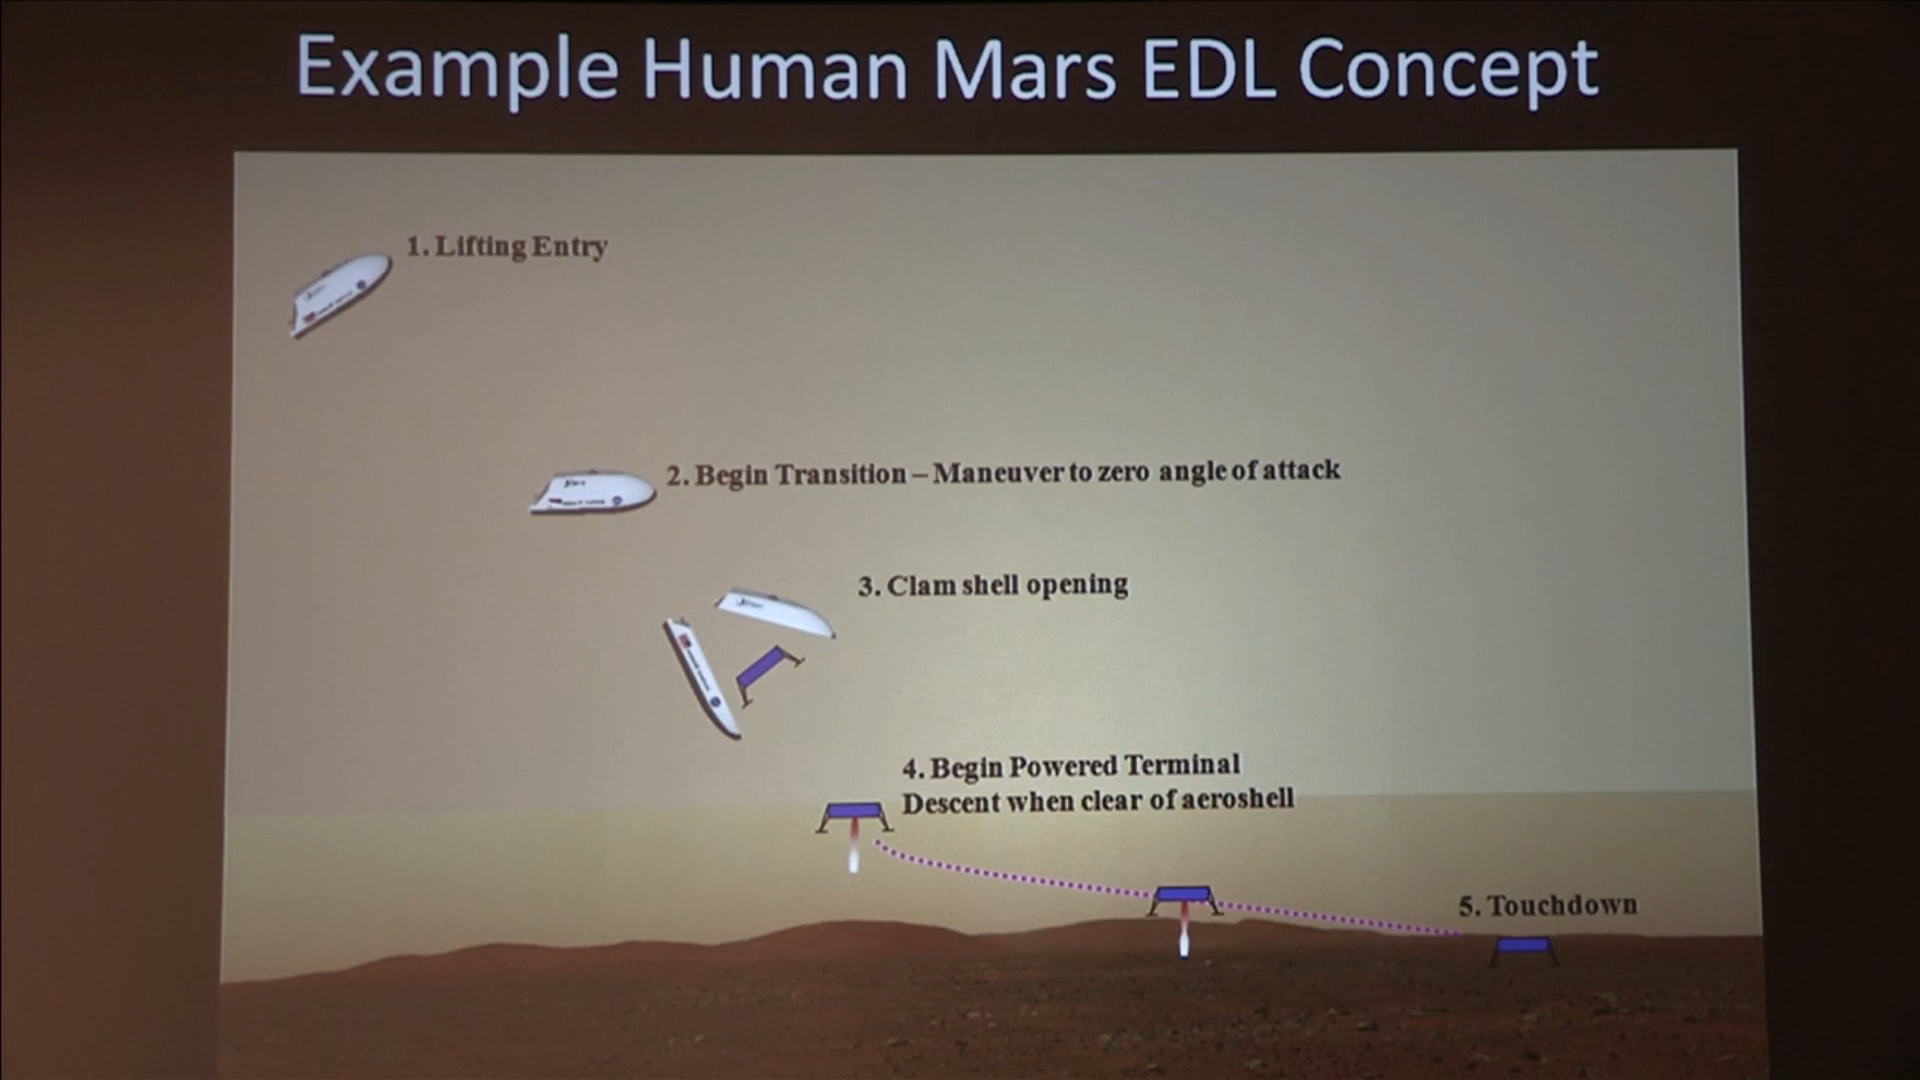 Example Human Mars EDL Concept
1. Lifting Entry
2. Begin Transition – Maneuver to zero angle of attack
3. Clam shell opening
4. Begin Powered Terminal
Descent when clear of aeroshell
5. Touchdown